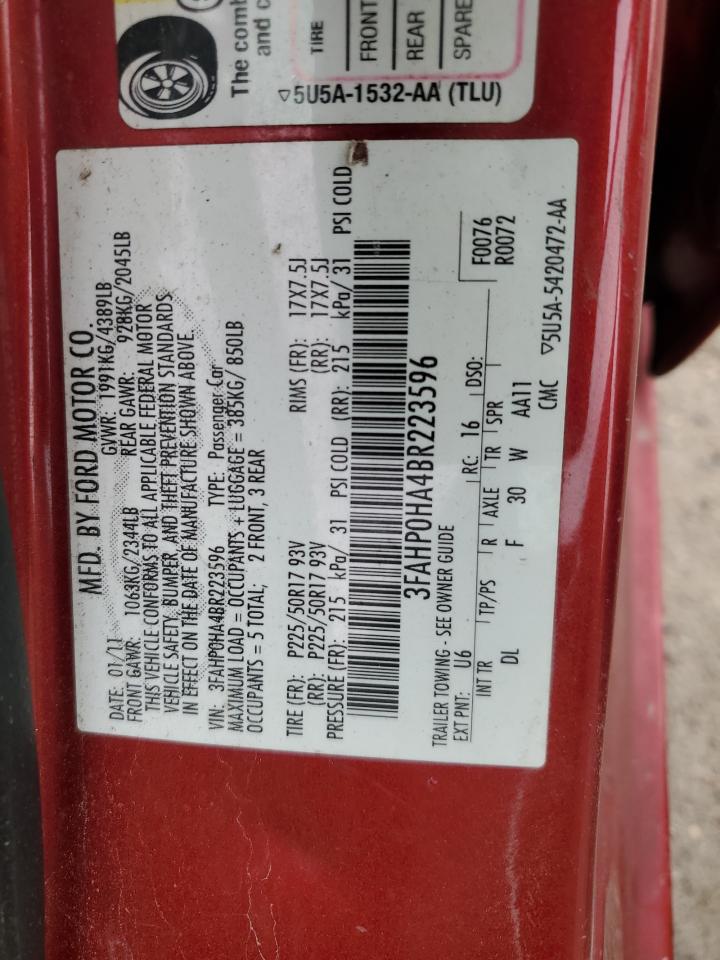 The comb
and c
TIRE
FRONT
REAR
SPARE
▽5U5A-1532-AA (TLU)
MFD. BY FORD MOTOR CO.
DATE: 01/11 GVWR: 1991KG/4389LB
FRONT GAWR: 1063KG/2344LB REAR GAWR: 928KG/2045LB
THIS VEHICLE CONFORMS TO ALL APPLICABLE FEDERAL MOTOR
VEHICLE SAFETY, BUMPER, AND THEFT PREVENTION STANDARDS
IN EFFECT ON THE DATE OF MANUFACTURE SHOWN ABOVE.
VIN: 3FAHP0HA4BR223596 TYPE: Passenger Car
MAXIMUM LOAD = OCCUPANTS + LUGGAGE = 385KG/ 850LB
OCCUPANTS = 5 TOTAL; 2 FRONT, 3 REAR
TIRE (FR): P225/50R17 93V RIMS (FR): 17X7.5J
(RR): P225/50R17 93V (RR): 17X7.5J
PRESSURE (FR): 215 kPa/ 31 PSI COLD (RR): 215 kPa/ 31 PSI COLD
3FAHP0HA4BR223596
TRAILER TOWING - SEE OWNER GUIDE F0076
EXT PNT: U6 RC: 16 DSO: R0072
INT TR TP/PS R AXLE TR SPR
DL F 30 W AA11
CMC ▽5U5A-5420472-AA